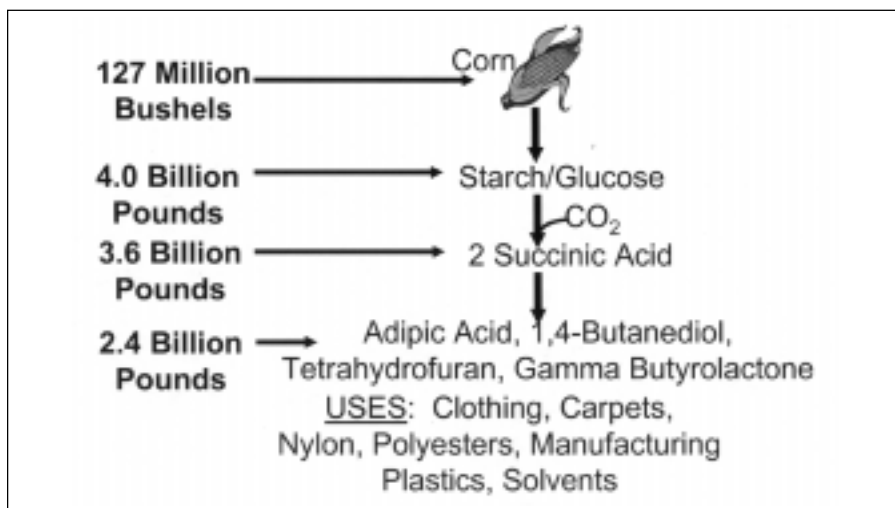 127 Million
Bushels
Corn
4.0 Billion
Pounds
Starch/Glucose
CO₂
3.6 Billion
Pounds
2 Succinic Acid
2.4 Billion
Pounds
Adipic Acid, 1,4-Butanediol,
Tetrahydrofuran, Gamma Butyrolactone
USES: Clothing, Carpets,
Nylon, Polyesters, Manufacturing
Plastics, Solvents